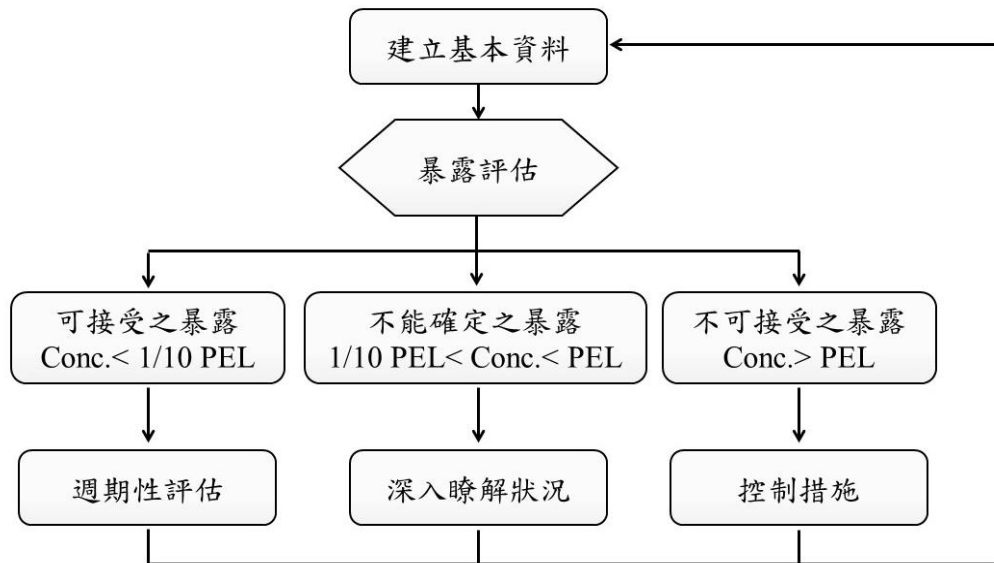 建立基本資料
暴露評估
可接受之暴露
Conc.< 1/10 PEL
不能確定之暴露
1/10 PEL< Conc.< PEL
不可接受之暴露
Conc.> PEL
週期性評估
深入瞭解狀況
控制措施